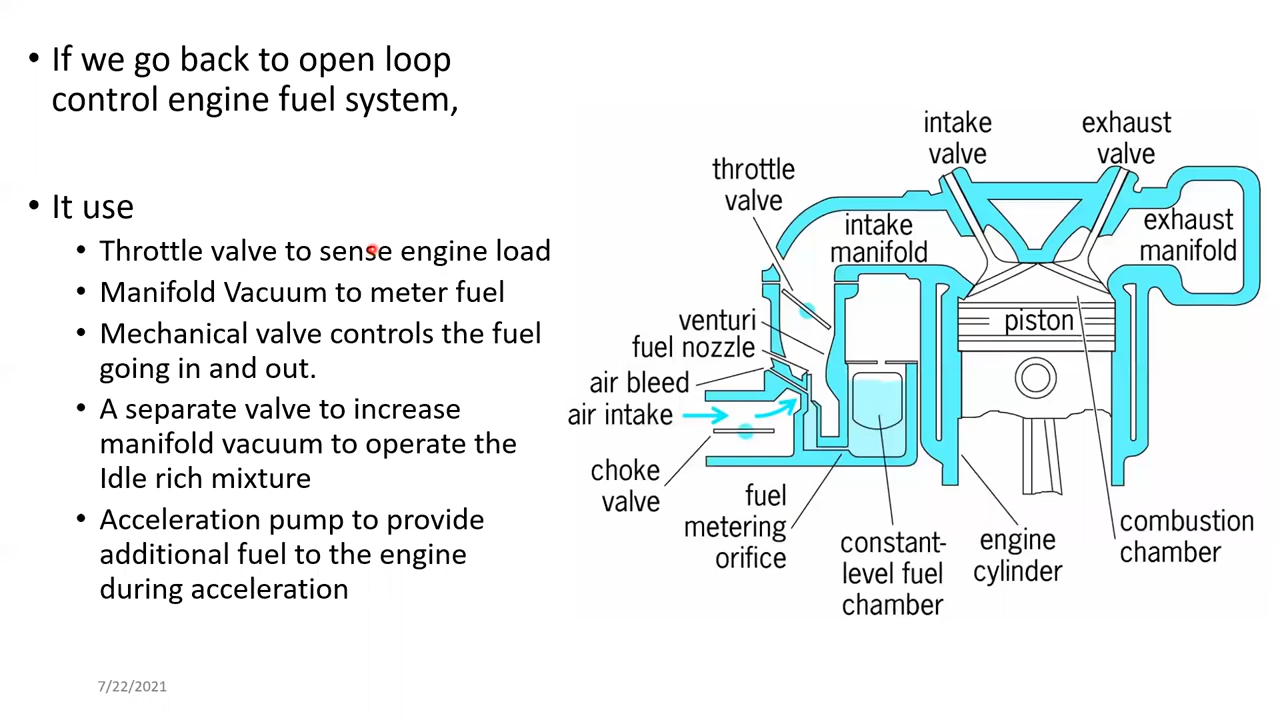 • If we go back to open loop
control engine fuel system,
• It use
• Throttle valve to sense engine load
• Manifold Vacuum to meter fuel
• Mechanical valve controls the fuel
going in and out.
• A separate valve to increase
manifold vacuum to operate the
Idle rich mixture
• Acceleration pump to provide
additional fuel to the engine
during acceleration
intake
valve
exhaust
valve
throttle
valve
intake
manifold
exhaust
manifold
venturi
fuel nozzle
piston
air bleed
air intake
choke
valve
fuel
metering
orifice
constant-
level fuel
chamber
engine
cylinder
combustion
chamber
7/22/2021